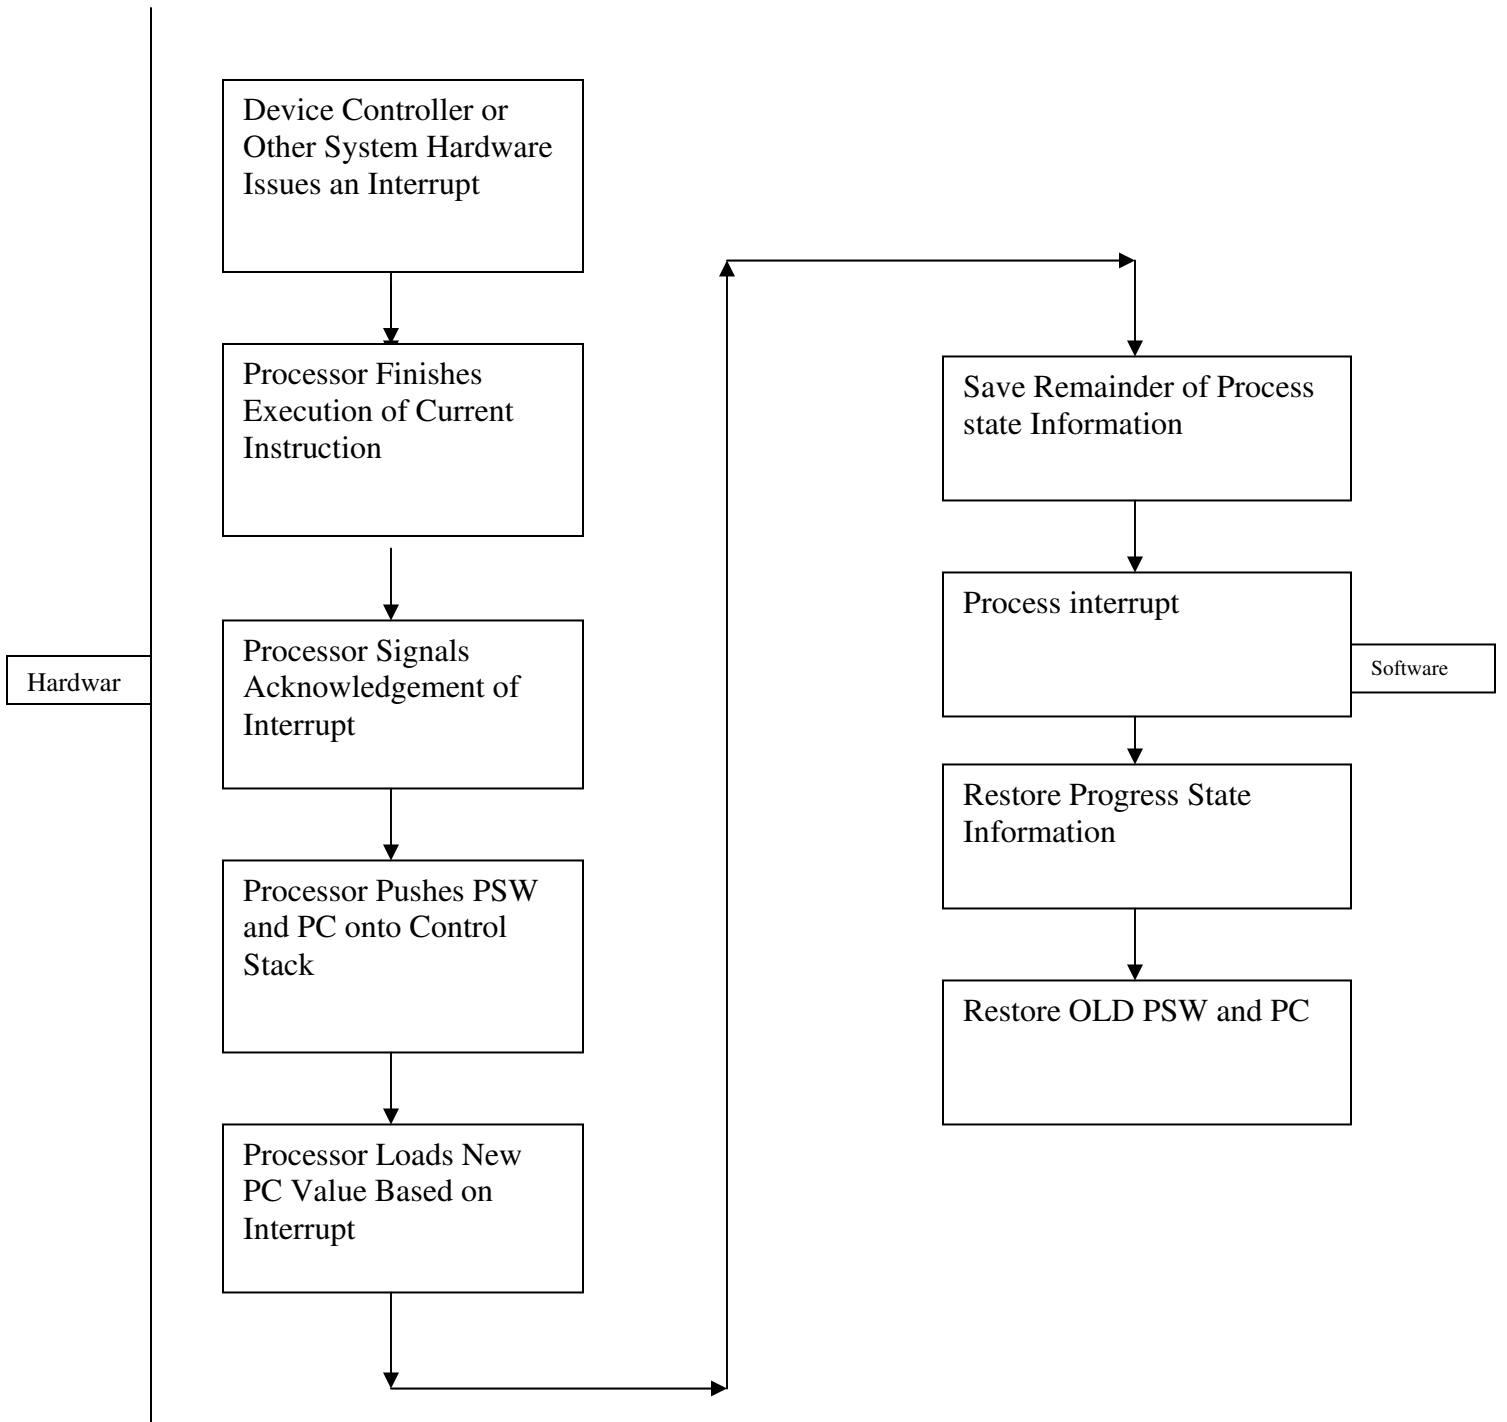 Device Controller or
Other System Hardware
Issues an Interrupt
Processor Finishes
Execution of Current
Instruction
Hardwar
Processor Signals
Acknowledgement of
Interrupt
Processor Pushes PSW
and PC onto Control
Stack
Processor Loads New
PC Value Based on
Interrupt
Save Remainder of Process
state Information
Process interrupt
Software
Restore Progress State
Information
Restore OLD PSW and PC